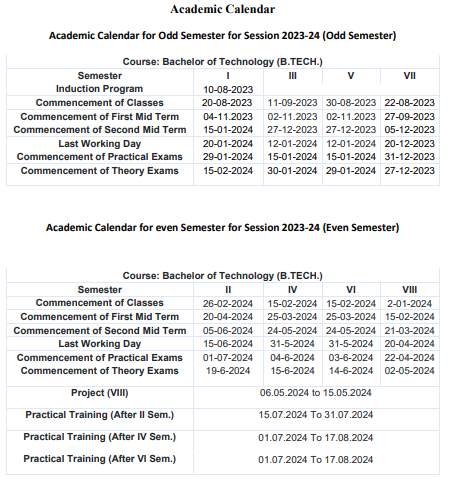 Academic Calendar
Academic Calendar for Odd Semester for Session 2023-24 (Odd Semester)
Course: Bachelor of Technology (B.TECH.)
Semester I III V VII
Induction Program 10-08-2023
Commencement of Classes 20-08-2023 11-09-2023 30-08-2023 22-08-2023
Commencement of First Mid Term 04-11.2023 02-11-2023 02-11-2023 27-09-2023
Commencement of Second Mid Term 15-01-2024 27-12-2023 27-12-2023 05-12-2023
Last Working Day 20-01-2024 12-01-2024 12-01-2024 20-12-2023
Commencement of Practical Exams 29-01-2024 15-01-2024 15-01-2024 31-12-2023
Commencement of Theory Exams 15-02-2024 30-01-2024 29-01-2024 27-12-2023
Academic Calendar for even Semester for Session 2023-24 (Even Semester)
Course: Bachelor of Technology (B.TECH.)
Semester II IV VI VIII
Commencement of Classes 26-02-2024 15-02-2024 15-02-2024 2-01-2024
Commencement of First Mid Term 20-04-2024 25-03-2024 25-03-2024 15-02-2024
Commencement of Second Mid Term 05-06-2024 24-05-2024 24-05-2024 21-03-2024
Last Working Day 15-06-2024 31-5-2024 31-5-2024 20-04-2024
Commencement of Practical Exams 01-07-2024 04-6-2024 03-6-2024 22-04-2024
Commencement of Theory Exams 19-6-2024 15-6-2024 14-6-2024 02-05-2024
Project (VIII) 06.05.2024 to 15.05.2024
Practical Training (After II Sem.) 15.07.2024 To 31.07.2024
Practical Training (After IV Sem.) 01.07.2024 To 17.08.2024
Practical Training (After VI Sem.) 01.07.2024 To 17.08.2024